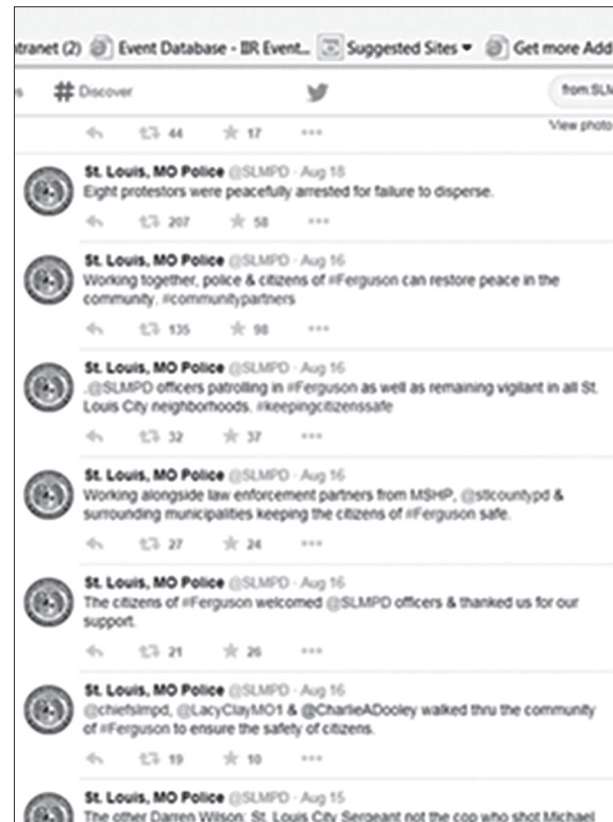 tranet (2) Event Database - IIR Event... Suggested Sites Get more Add
s # Discover from:SLM
44 17 ••• View photo
St. Louis, MO Police @SLMPD · Aug 18
Eight protestors were peacefully arrested for failure to disperse.
207 58 •••
St. Louis, MO Police @SLMPD · Aug 16
Working together, police & citizens of #Ferguson can restore peace in the
community. #communitypartners
135 98 •••
St. Louis, MO Police @SLMPD · Aug 16
.@SLMPD officers patrolling in #Ferguson as well as remaining vigilant in all St.
Louis City neighborhoods. #keepingcitizenssafe
32 37 •••
St. Louis, MO Police @SLMPD · Aug 16
Working alongside law enforcement partners from MSHP, @stlcountypd &
surrounding municipalities keeping the citizens of #Ferguson safe.
27 24 •••
St. Louis, MO Police @SLMPD · Aug 16
The citizens of #Ferguson welcomed @SLMPD officers & thanked us for our
support.
21 26 •••
St. Louis, MO Police @SLMPD · Aug 16
@chiefslmpd, @LacyClayMO1 & @CharlieADooley walked thru the community
of #Ferguson to ensure the safety of citizens.
19 10 •••
St. Louis, MO Police @SLMPD · Aug 15
The other Darren Wilson: St. Louis City Sergeant not the cop who shot Michael